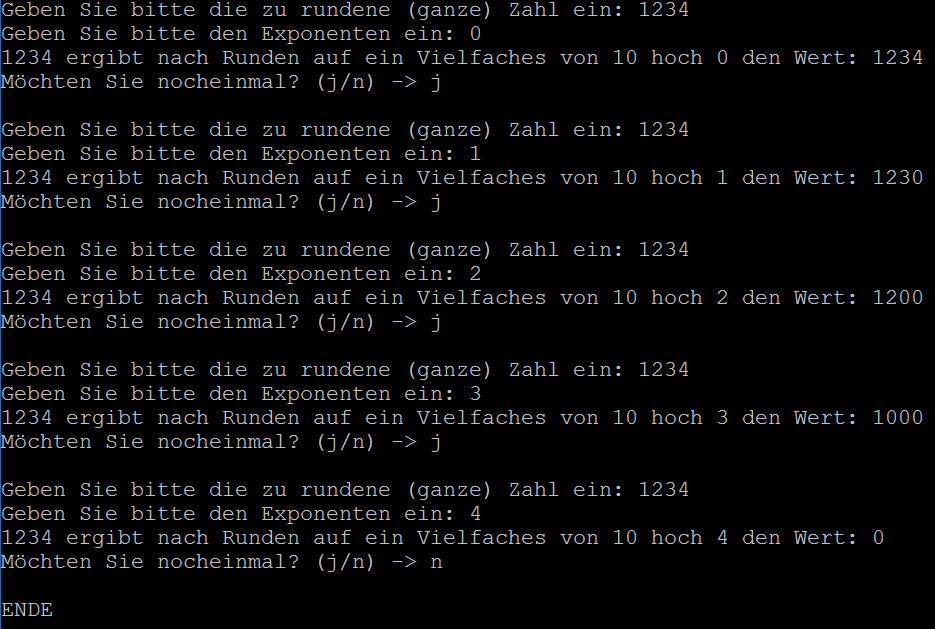 Geben Sie bitte die zu rundene (ganze) Zahl ein: 1234
Geben Sie bitte den Exponenten ein: 0
1234 ergibt nach Runden auf ein Vielfaches von 10 hoch 0 den Wert: 1234
Möchten Sie nocheinmal? (j/n) -> j
Geben Sie bitte die zu rundene (ganze) Zahl ein: 1234
Geben Sie bitte den Exponenten ein: 1
1234 ergibt nach Runden auf ein Vielfaches von 10 hoch 1 den Wert: 1230
Möchten Sie nocheinmal? (j/n) -> j
Geben Sie bitte die zu rundene (ganze) Zahl ein: 1234
Geben Sie bitte den Exponenten ein: 2
1234 ergibt nach Runden auf ein Vielfaches von 10 hoch 2 den Wert: 1200
Möchten Sie nocheinmal? (j/n) -> j
Geben Sie bitte die zu rundene (ganze) Zahl ein: 1234
Geben Sie bitte den Exponenten ein: 3
1234 ergibt nach Runden auf ein Vielfaches von 10 hoch 3 den Wert: 1000
Möchten Sie nocheinmal? (j/n) -> j
Geben Sie bitte die zu rundene (ganze) Zahl ein: 1234
Geben Sie bitte den Exponenten ein: 4
1234 ergibt nach Runden auf ein Vielfaches von 10 hoch 4 den Wert: 0
Möchten Sie nocheinmal? (j/n) -> n
ENDE